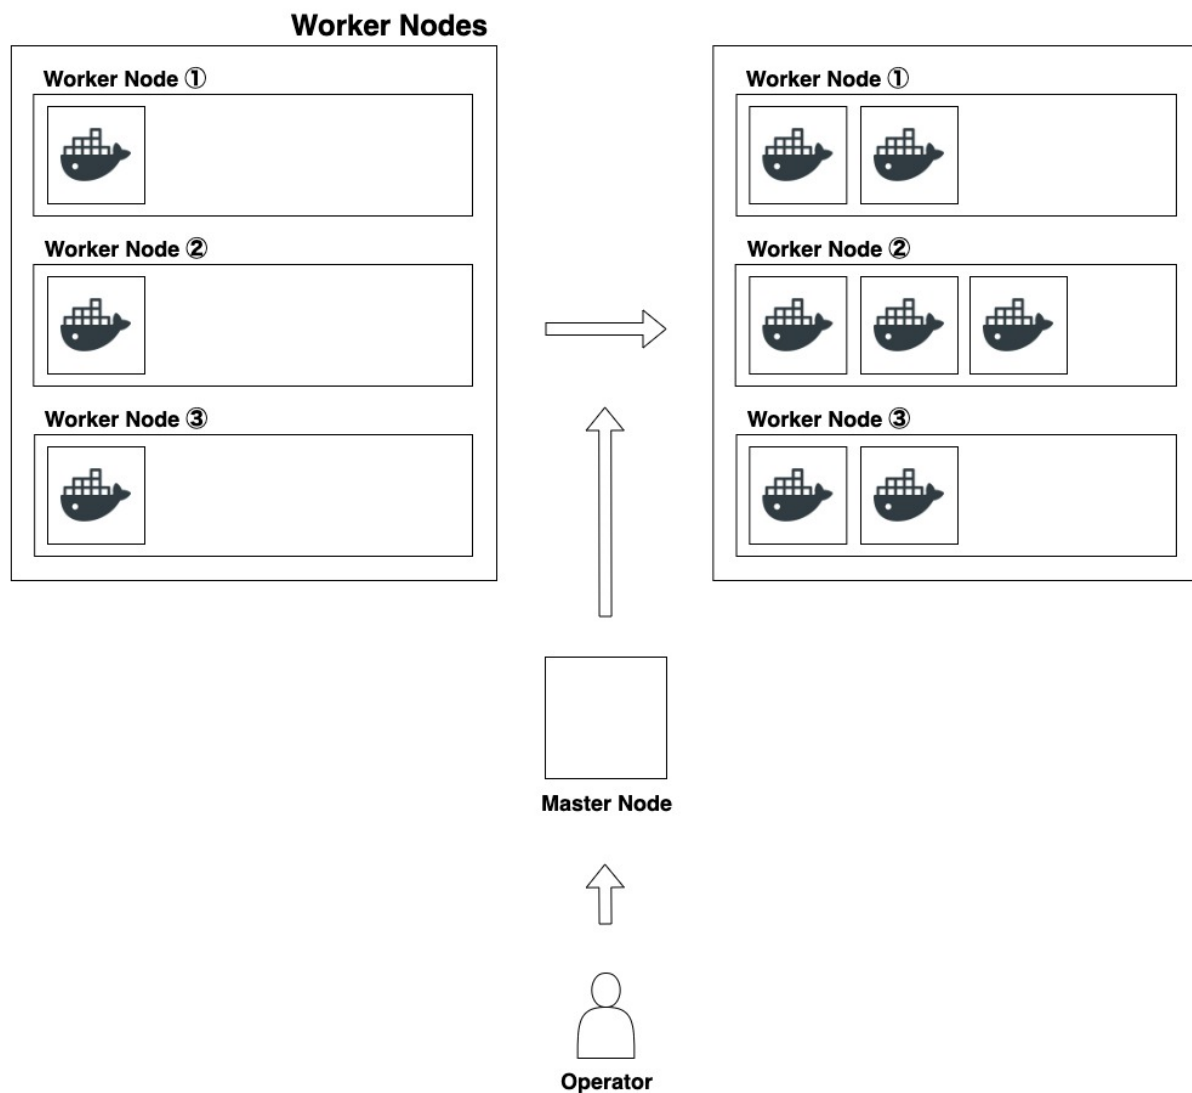 Worker Nodes
Worker Node ①
Worker Node ②
Worker Node ③
Worker Node ①
Worker Node ②
Worker Node ③
Master Node
Operator